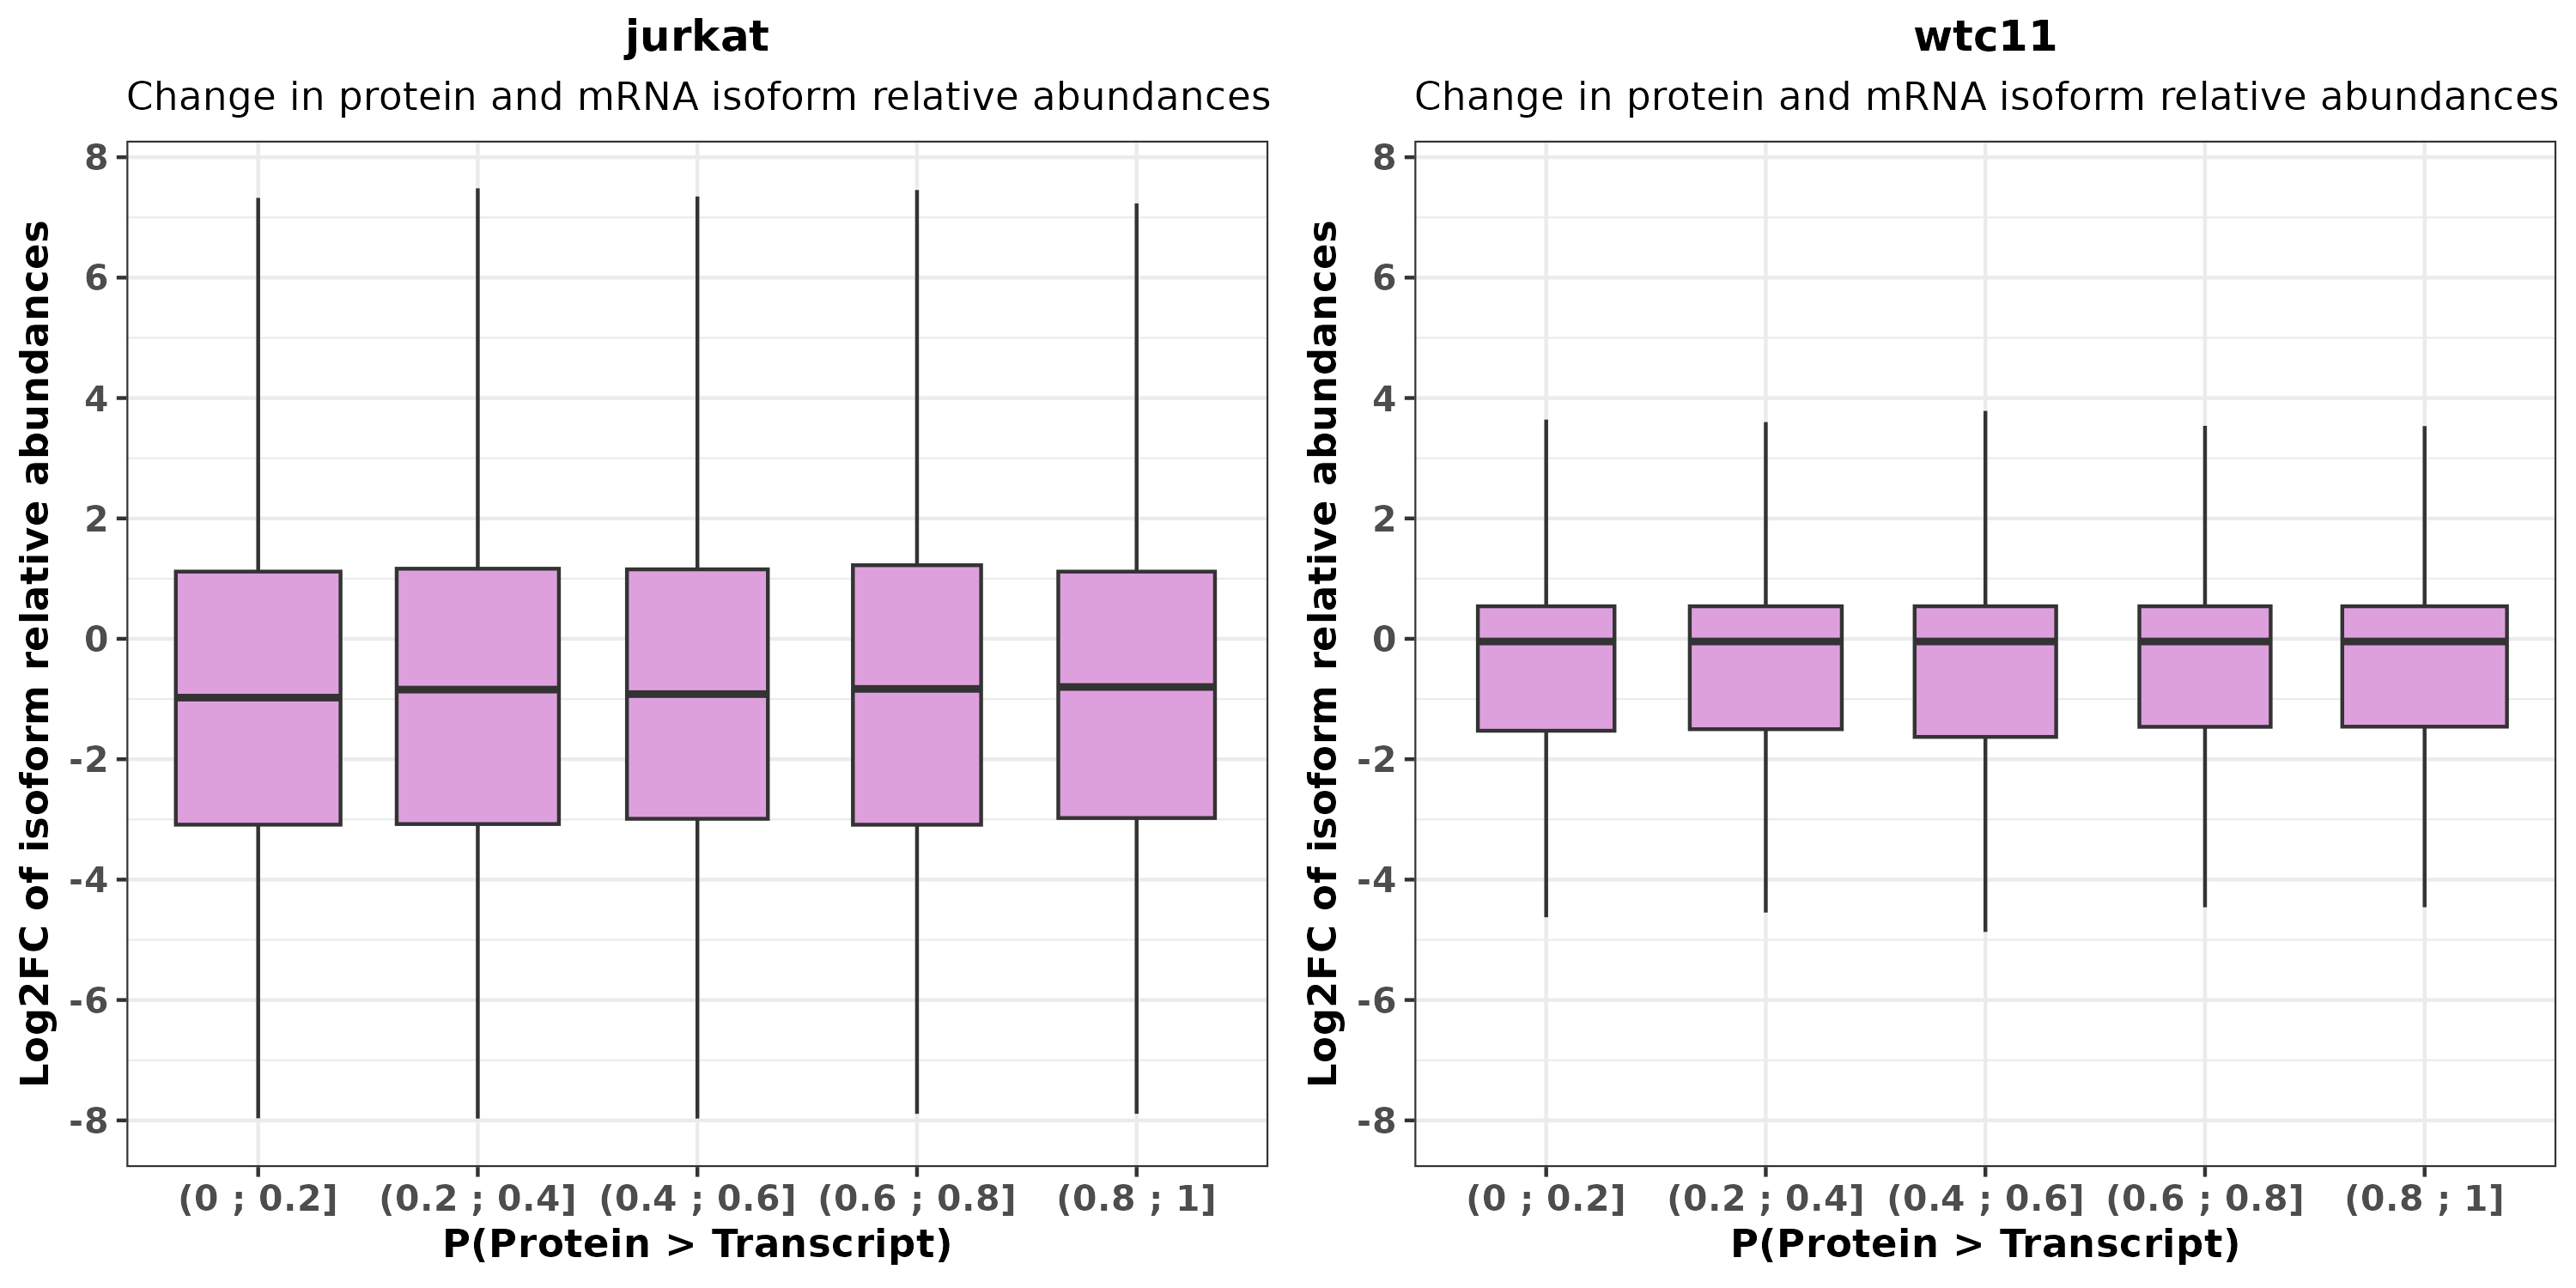 jurkat
Change in protein and mRNA isoform relative abundances
Log2FC of isoform relative abundances
8
6
4
2
0
-2
-4
-6
-8
(0 ; 0.2] (0.2 ; 0.4] (0.4 ; 0.6] (0.6 ; 0.8] (0.8 ; 1]
P(Protein > Transcript)
wtc11
Change in protein and mRNA isoform relative abundances
Log2FC of isoform relative abundances
8
6
4
2
0
-2
-4
-6
-8
(0 ; 0.2] (0.2 ; 0.4] (0.4 ; 0.6] (0.6 ; 0.8] (0.8 ; 1]
P(Protein > Transcript)